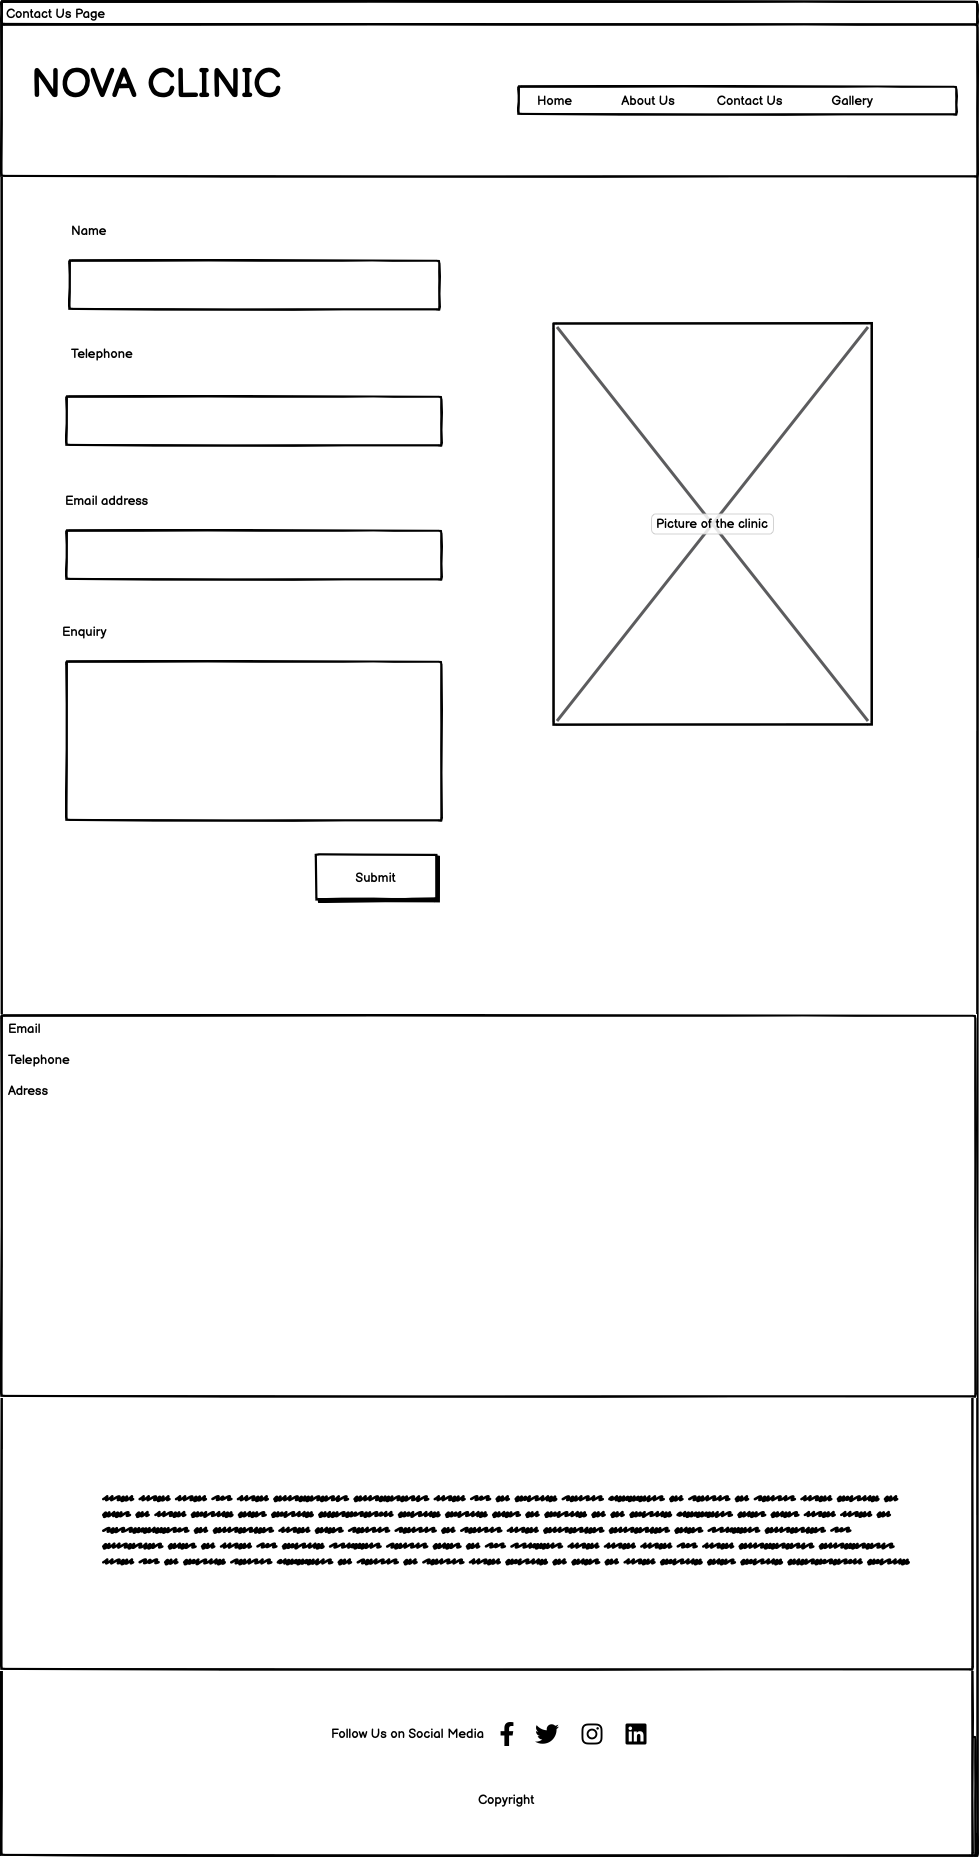 Contact Us Page
NOVA CLINIC
Home About Us Contact Us Gallery
Name
Telephone
Picture of the clinic
Email address
Enquiry
Submit
Email
Telephone
Adress
Follow Us on Social Media
Copyright